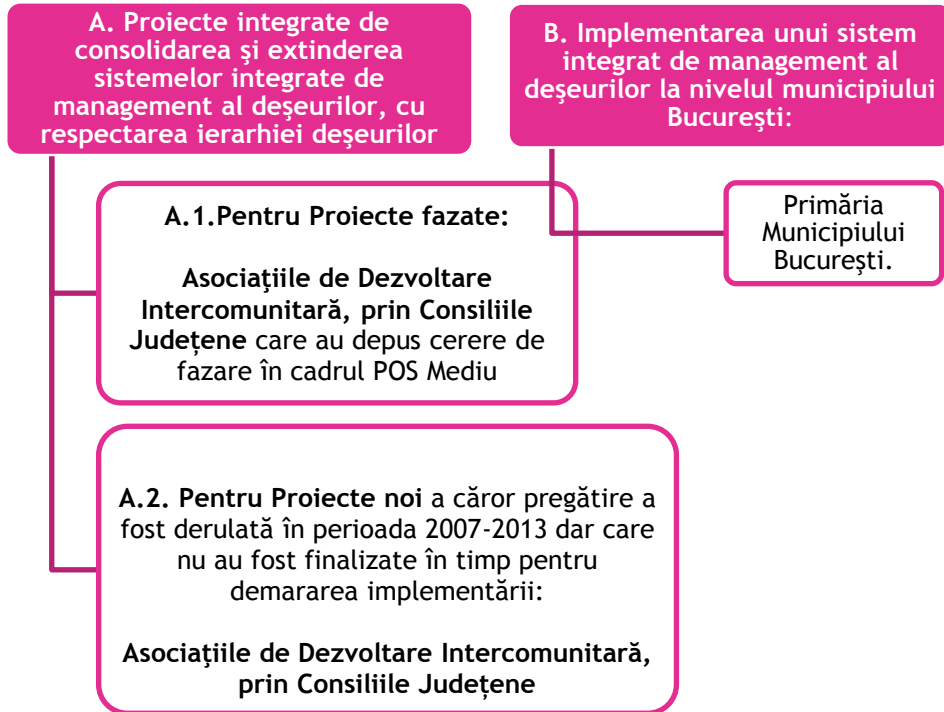 A. Proiecte integrate de
consolidarea şi extinderea
sistemelor integrate de
management al deşeurilor, cu
respectarea ierarhiei deşeurilor
B. Implementarea unui sistem
integrat de management al
deşeurilor la nivelul municipiului
Bucureşti:
A.1.Pentru Proiecte fazate:
Asociaţiile de Dezvoltare
Intercomunitară, prin Consiliile
Județene care au depus cerere de
fazare în cadrul POS Mediu
Primăria
Municipiului
Bucureşti.
A.2. Pentru Proiecte noi a căror pregătire a
fost derulată în perioada 2007-2013 dar care
nu au fost finalizate în timp pentru
demararea implementării:
Asociaţiile de Dezvoltare Intercomunitară,
prin Consiliile Județene